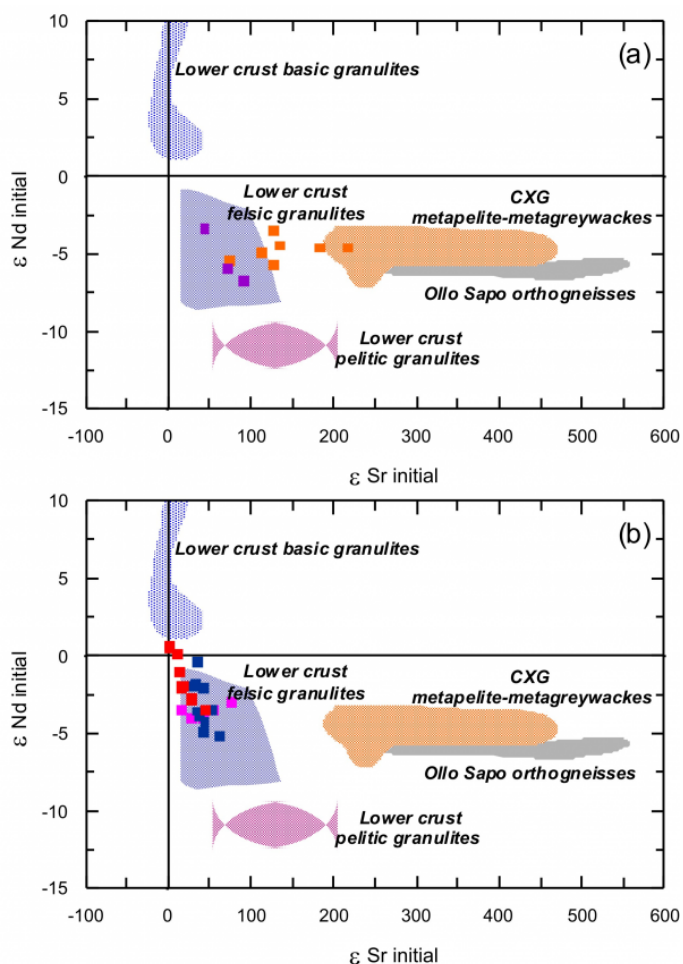 10
(a)
Lower crust basic granulites
5
ε Nd initial
0
Lower crust
felsic granulites
CXG
metapelite-metagreywackes
-5
Ollo Sapo orthogneisses
-10
Lower crust
pelitic granulites
-15
-100 0 100 200 300 400 500 600
ε Sr initial
10
(b)
Lower crust basic granulites
5
ε Nd initial
0
Lower crust
felsic granulites
CXG
metapelite-metagreywackes
-5
Ollo Sapo orthogneisses
-10
Lower crust
pelitic granulites
-15
-100 0 100 200 300 400 500 600
ε Sr initial